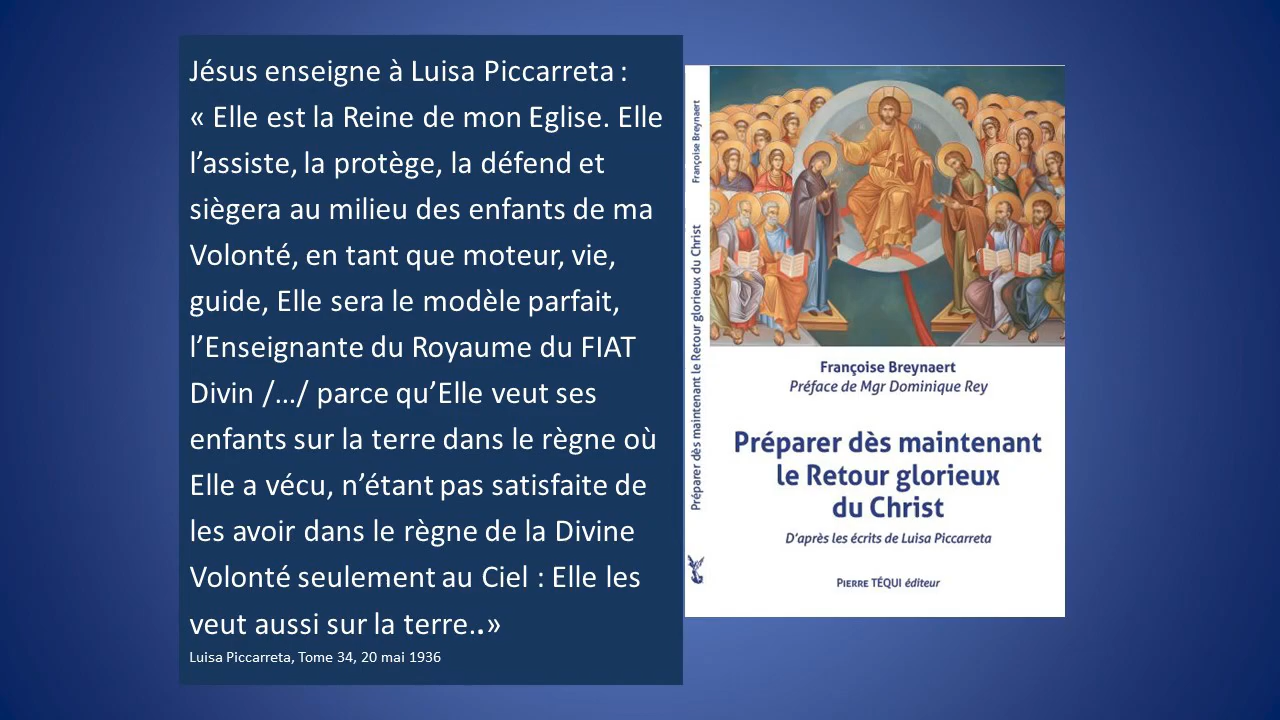 Jésus enseigne à Luisa Piccarreta :
« Elle est la Reine de mon Eglise. Elle
l’assiste, la protège, la défend et
siègera au milieu des enfants de ma
Volonté, en tant que moteur, vie,
guide, Elle sera le modèle parfait,
l’Enseignante du Royaume du FIAT
Divin /…/ parce qu’Elle veut ses
enfants sur la terre dans le règne où
Elle a vécu, n’étant pas satisfaite de
les avoir dans le règne de la Divine
Volonté seulement au Ciel : Elle les
veut aussi sur la terre..»
Luisa Piccarreta, Tome 34, 20 mai 1936
Françoise Breynaert
Préparer dès maintenant le Retour glorieux du Christ
Françoise Breynaert
Préface de Mgr Dominique Rey
Préparer dès maintenant
le Retour glorieux
du Christ
D’après les écrits de Luisa Piccarreta
PIERRE TÉQUI éditeur